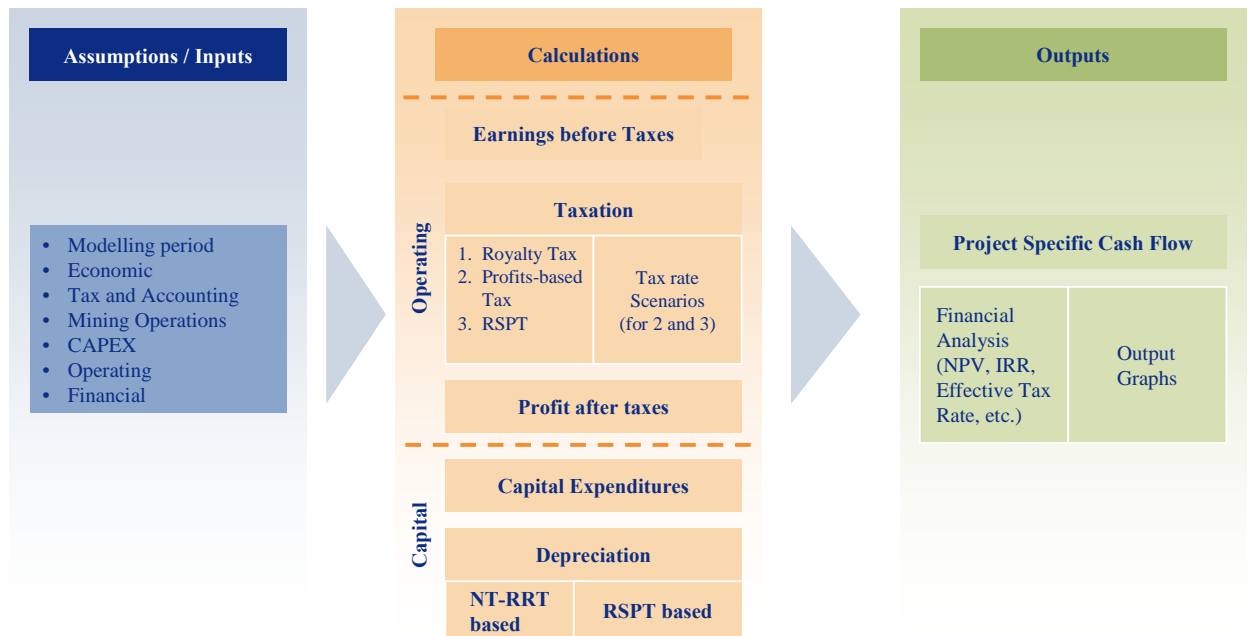 Assumptions / Inputs
• Modelling period
• Economic
• Tax and Accounting
• Mining Operations
• CAPEX
• Operating
• Financial
Calculations
Operating
Earnings before Taxes
Taxation
1. Royalty Tax
2. Profits-based
Tax
3. RSPT
Tax rate
Scenarios
(for 2 and 3)
Profit after taxes
Capital
Capital Expenditures
Depreciation
NT-RRT
based
RSPT based
Outputs
Project Specific Cash Flow
Financial
Analysis
(NPV, IRR,
Effective Tax
Rate, etc.)
Output
Graphs